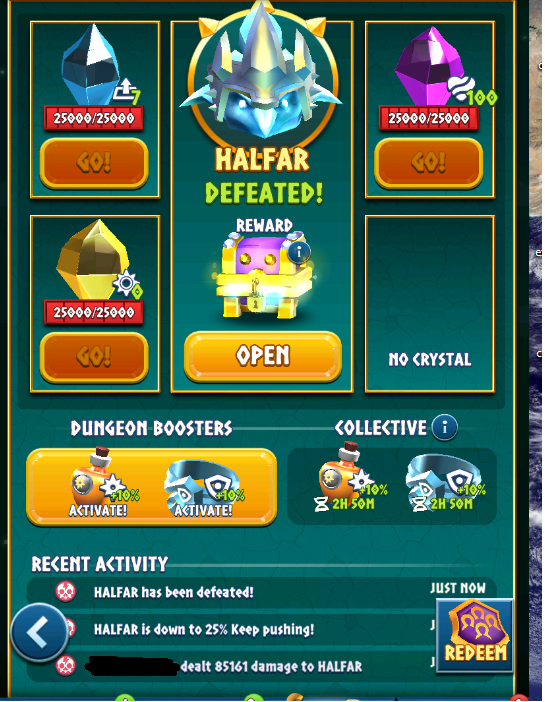 7
25000/25000
GO!
HALFAR
DEFEATED!
REWARD
i
OPEN
100
25000/25000
GO!
0
25000/25000
GO!
NO CRYSTAL
DUNGEON BOOSTERS
COLLECTIVE i
+10% +10%
ACTIVATE! ACTIVATE!
+10% +10%
2H 50M 2H 50M
RECENT ACTIVITY
HALFAR has been defeated! JUST NOW
HALFAR is down to 25% Keep pushing!
dealt 85161 damage to HALFAR
REDEEM